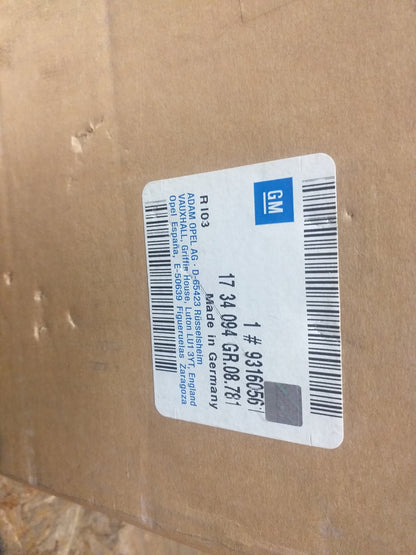 GM
1 # 93160561
17 34 094 GR.08.781
Made in Germany
R103
ADAM OPEL AG · D-65423 Rüsselsheim
VAUXHALL, Griffin House, Luton LU1 3YT, England
Opel España, E-50639 Figueruelas Zaragoza